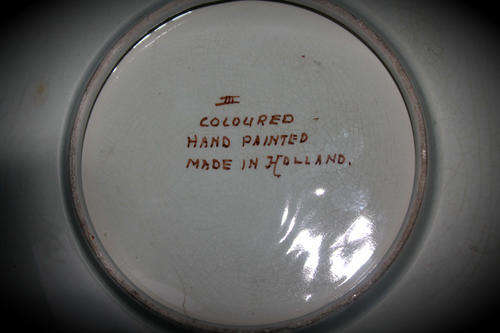 III
COLOURED
HAND PAINTED
MADE IN HOLLAND.